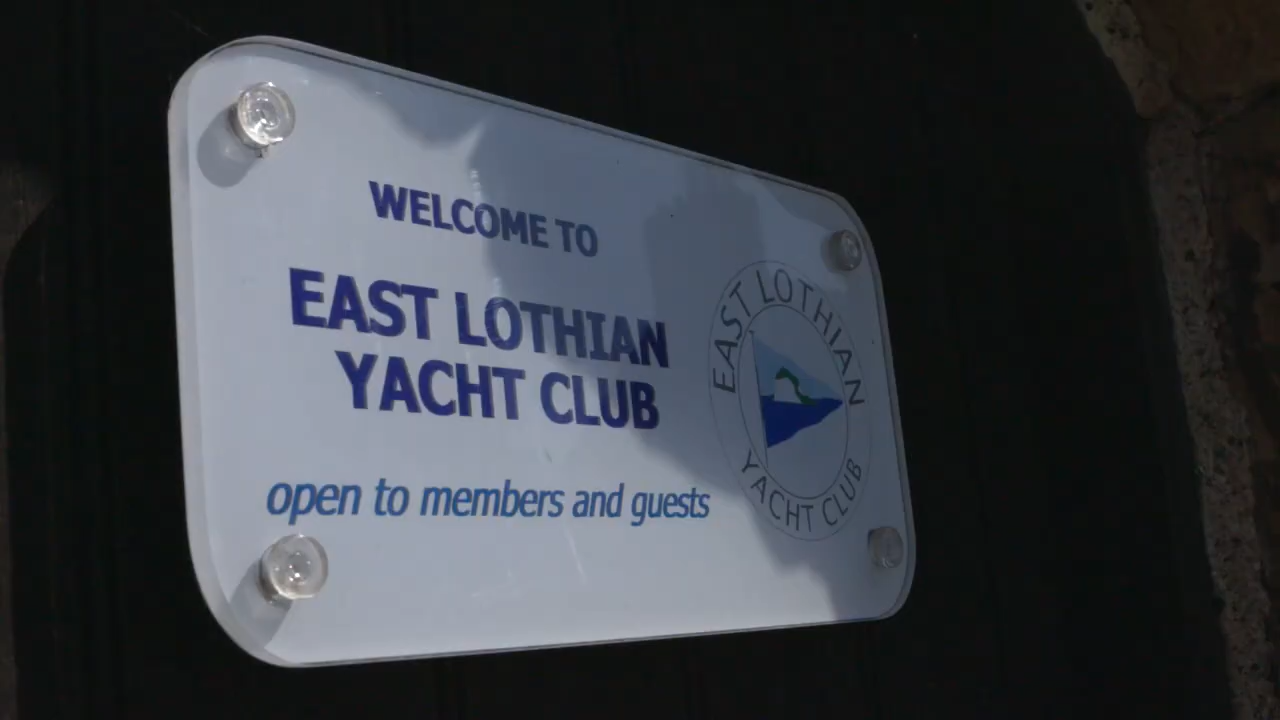 WELCOME TO
EAST LOTHIAN
YACHT CLUB
open to members and guests
EAST LOTHIAN
YACHT CLUB